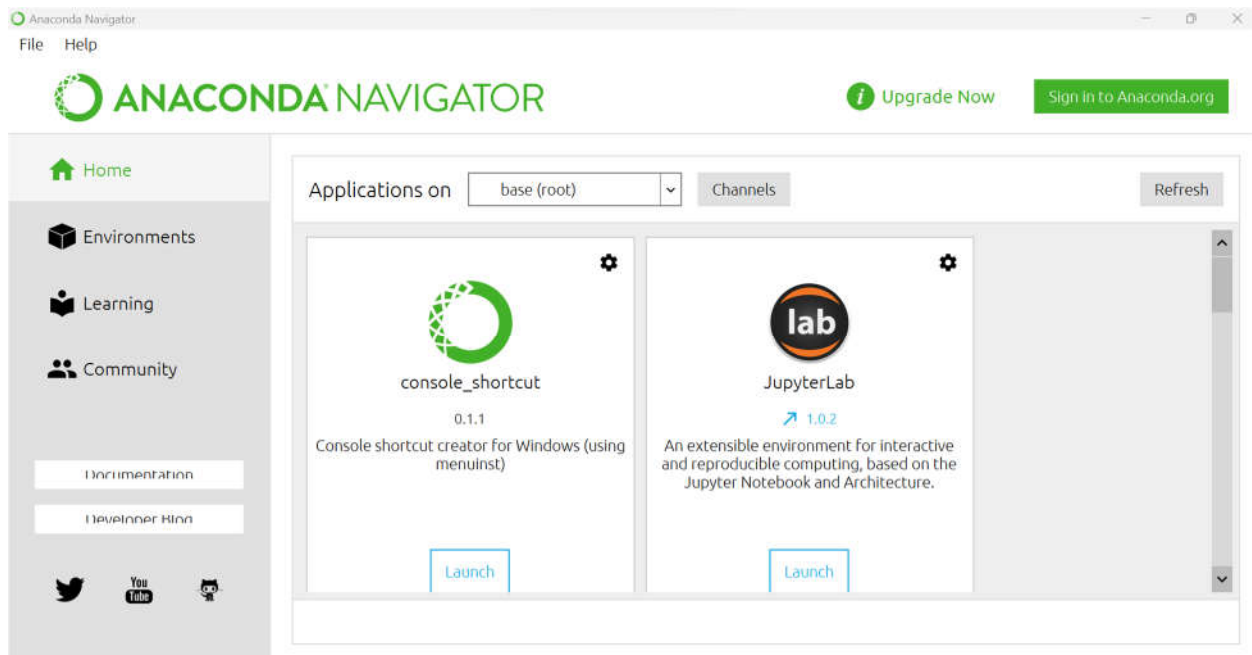 Anaconda Navigator
File Help
ANACONDA NAVIGATOR
i Upgrade Now
Sign in to Anaconda.org
Home
Environments
Learning
Community
Documentation
Developer Blog
You
Tube
Applications on base (root) Channels Refresh
console_shortcut
0.1.1
Console shortcut creator for Windows (using
menuinst)
Launch
lab
JupyterLab
1.0.2
An extensible environment for interactive
and reproducible computing, based on the
Jupyter Notebook and Architecture.
Launch